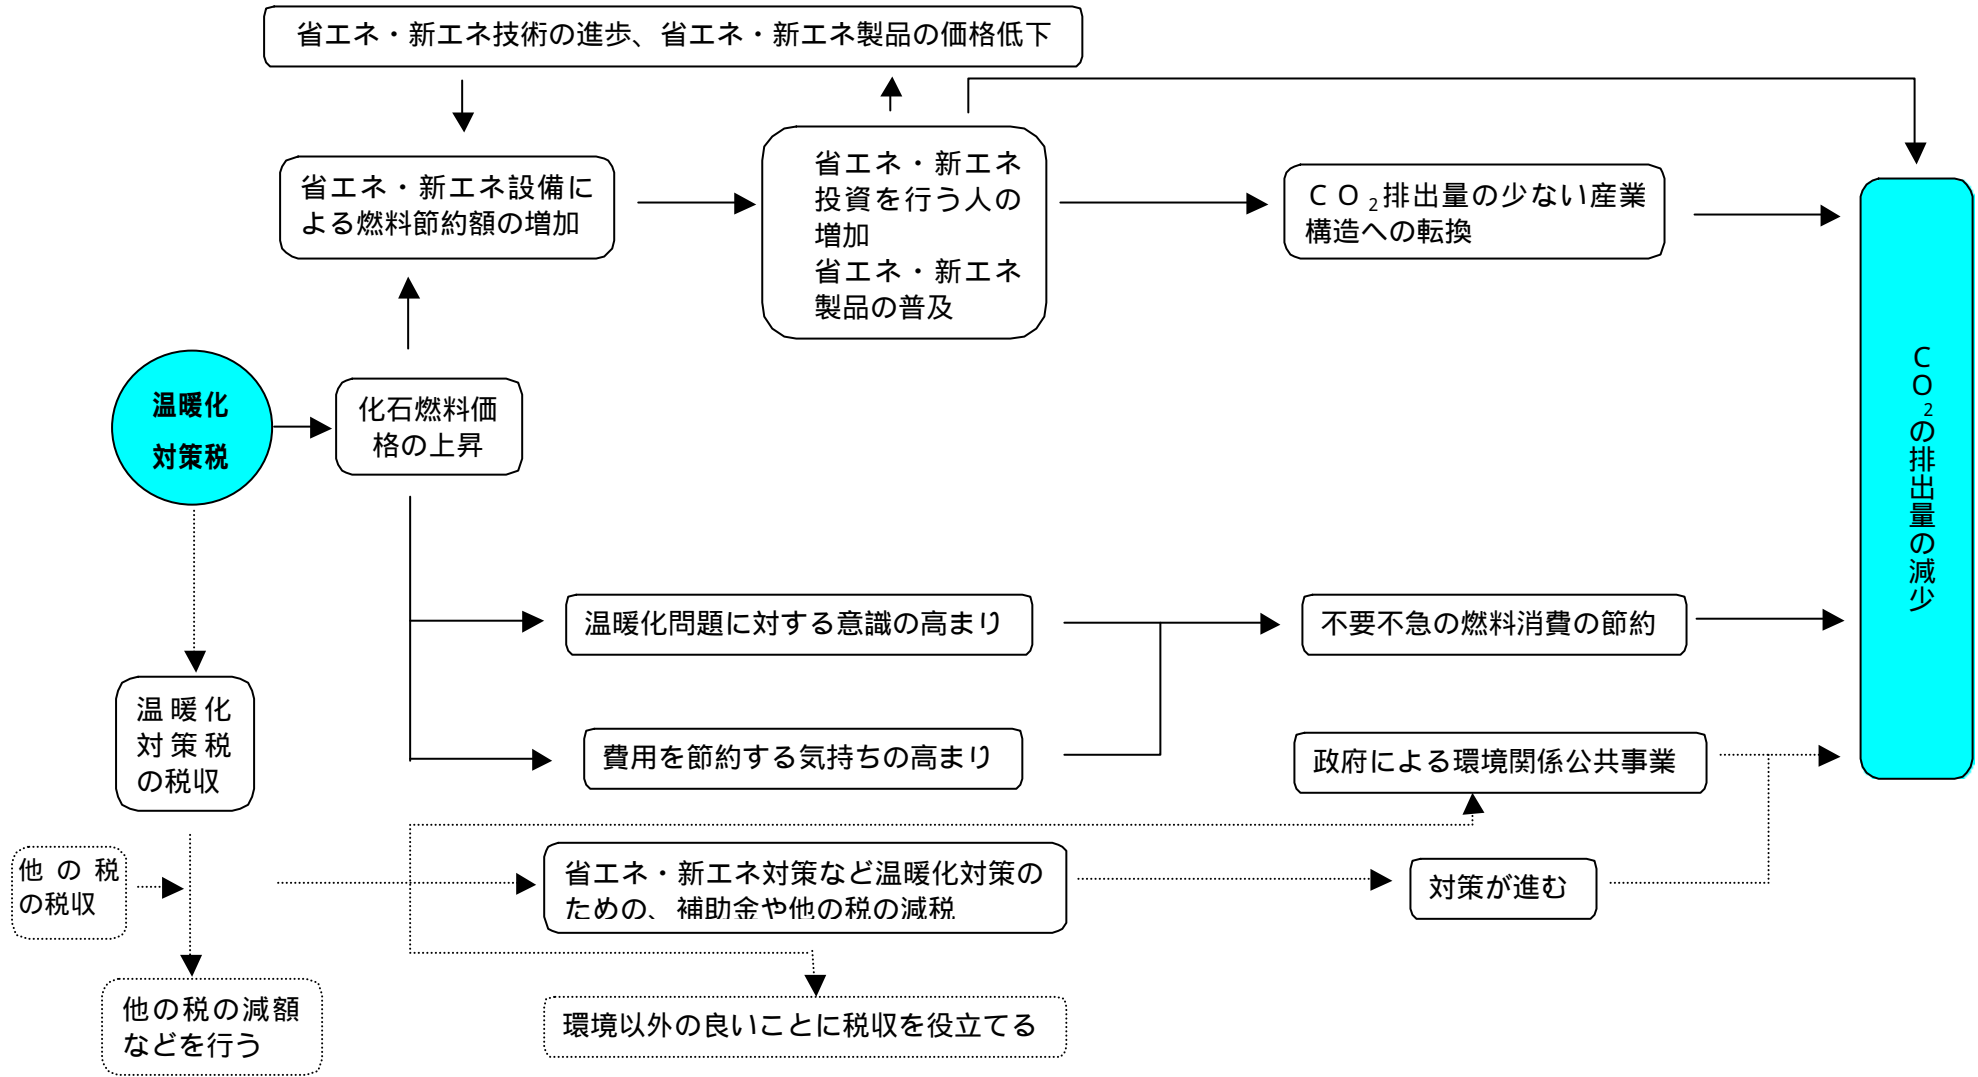 省エネ・新エネ技術の進歩、省エネ・新エネ製品の価格低下
省エネ・新エネ設備に
よる燃料節約額の増加
省エネ・新エネ
投資を行う人の
増加
省エネ・新エネ
製品の普及
ＣＯ₂排出量の少ない産業
構造への転換
温暖化
対策税
化石燃料価
格の上昇
ＣＯ₂の排出量の減少
温暖化問題に対する意識の高まり
不要不急の燃料消費の節約
温暖化
対策税
の税収
費用を節約する気持ちの高まり
政府による環境関係公共事業
他の税
の税収
省エネ・新エネ対策など温暖化対策の
ための、補助金や他の税の減税
対策が進む
他の税の減額
などを行う
環境以外の良いことに税収を役立てる